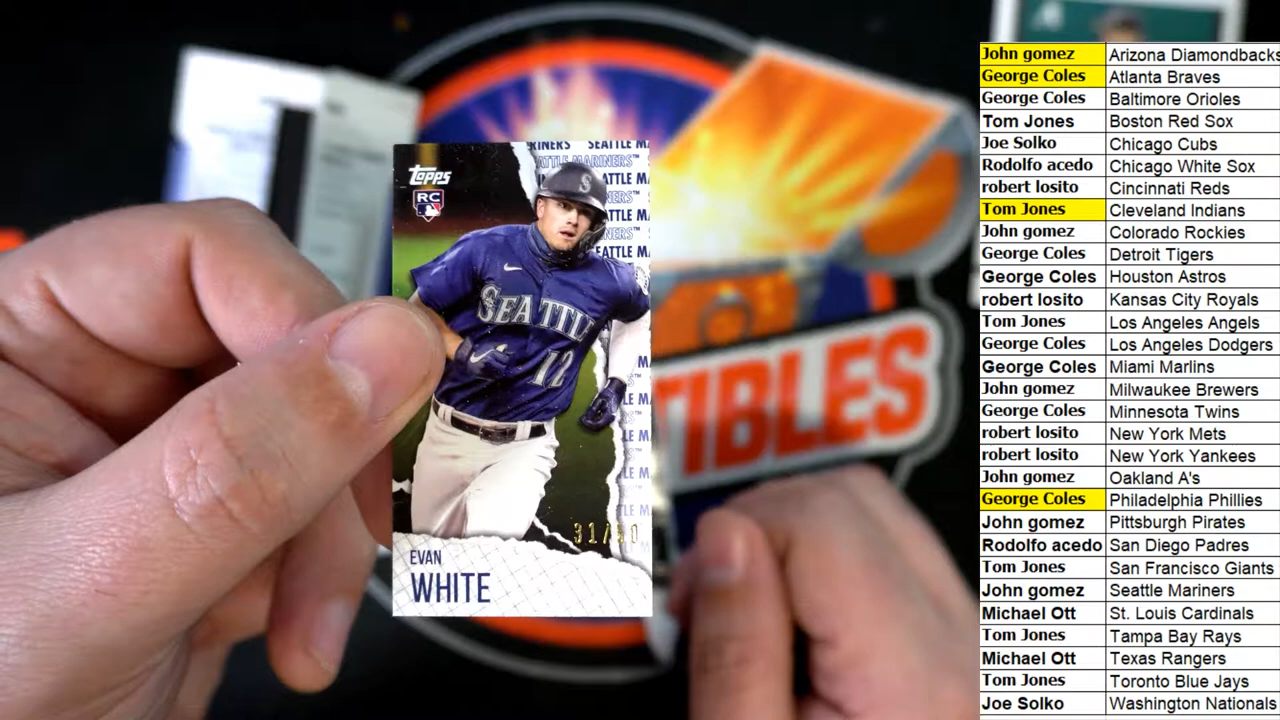 Topps
RC
RINERS SEATTLE MAR
ATTLE MARINERS™ S
SEATTLE
12
31/50
EVAN
WHITE
TIBLES
John gomez Arizona Diamondbacks
George Coles Atlanta Braves
George Coles Baltimore Orioles
Tom Jones Boston Red Sox
Joe Solko Chicago Cubs
Rodolfo acedo Chicago White Sox
robert losito Cincinnati Reds
Tom Jones Cleveland Indians
John gomez Colorado Rockies
George Coles Detroit Tigers
George Coles Houston Astros
robert losito Kansas City Royals
Tom Jones Los Angeles Angels
George Coles Los Angeles Dodgers
George Coles Miami Marlins
John gomez Milwaukee Brewers
George Coles Minnesota Twins
robert losito New York Mets
robert losito New York Yankees
John gomez Oakland A's
George Coles Philadelphia Phillies
John gomez Pittsburgh Pirates
Rodolfo acedo San Diego Padres
Tom Jones San Francisco Giants
John gomez Seattle Mariners
Michael Ott St. Louis Cardinals
Tom Jones Tampa Bay Rays
Michael Ott Texas Rangers
Tom Jones Toronto Blue Jays
Joe Solko Washington Nationals